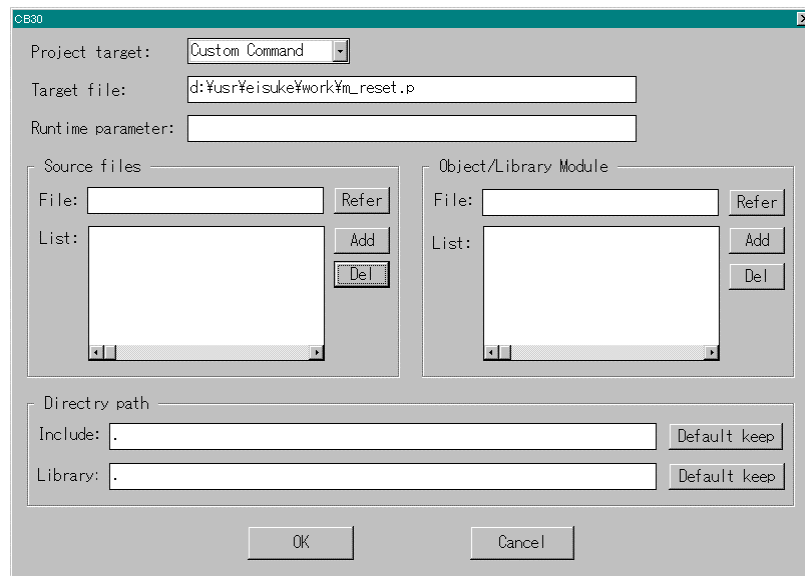 CB30
Project target: Custom Command
Target file: d:¥usr¥eisuke¥work¥m_reset.p
Runtime parameter:
Source files
File: Refer
List: Add
Del
Object/Library Module
File: Refer
List: Add
Del
Directry path
Include: . Default keep
Library: . Default keep
OK Cancel